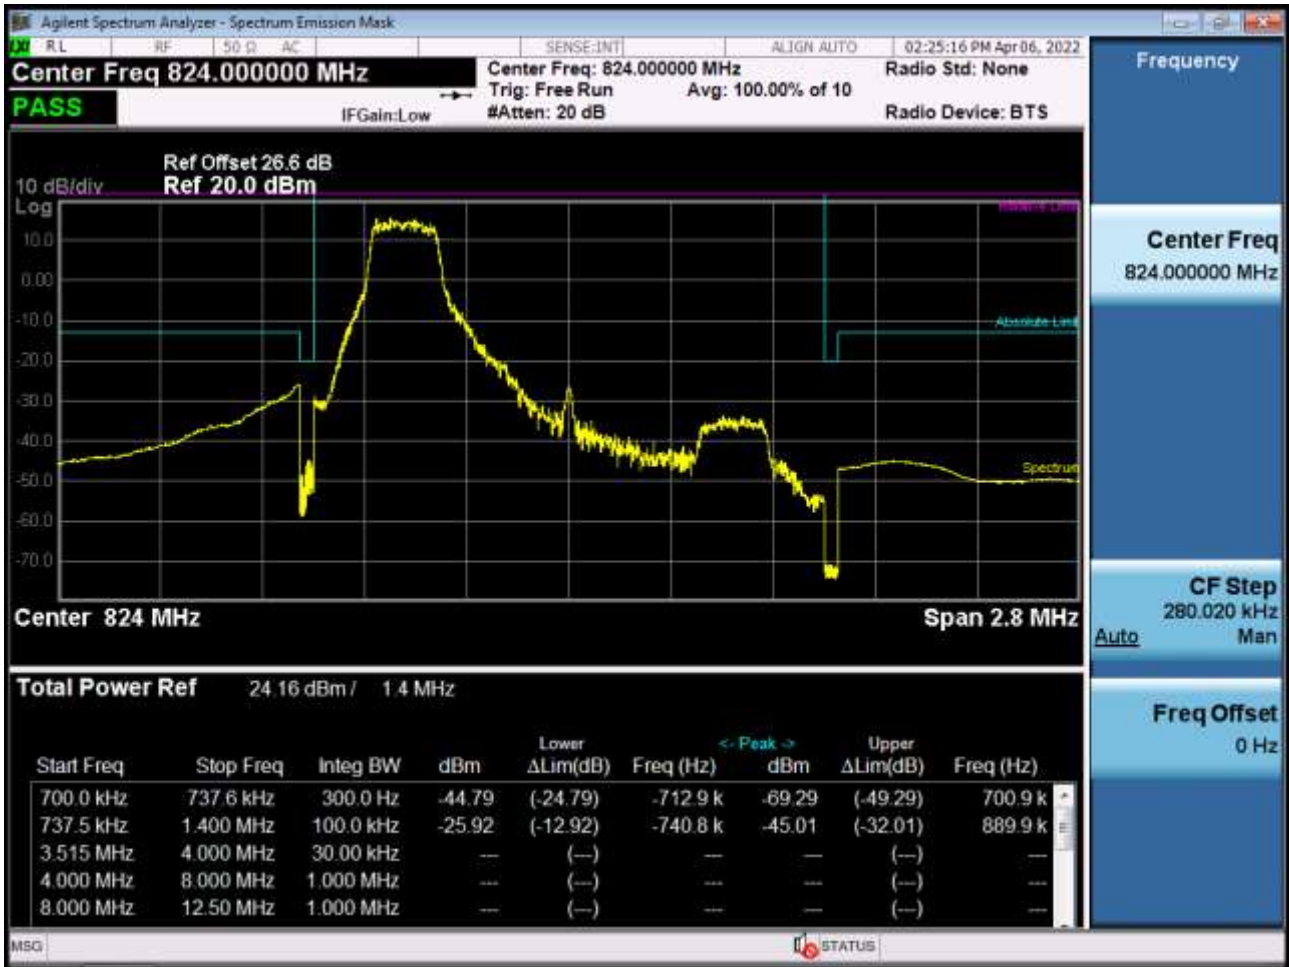 Agilent Spectrum Analyzer - Spectrum Emission Mask
LXI RL RF 50 Ω AC SENSE:INT ALIGN AUTO 02:25:16 PM Apr 06, 2022
Center Freq 824.000000 MHz
Center Freq: 824.000000 MHz
Radio Std: None
Trig: Free Run Avg: 100.00% of 10
PASS
IFGain:Low
#Atten: 20 dB
Radio Device: BTS
Ref Offset 26.6 dB
10 dB/div Ref 20.0 dBm
Log
10.0
0.00
-10.0
Absolute Limit
-20.0
-30.0
-40.0
Spectrum
-50.0
-60.0
-70.0
Center 824 MHz
Span 2.8 MHz
Total Power Ref 24.16 dBm / 1.4 MHz
Lower <- Peak -> Upper
Start Freq Stop Freq Integ BW dBm ΔLim(dB) Freq (Hz) dBm ΔLim(dB) Freq (Hz)
700.0 kHz 737.6 kHz 300.0 Hz -44.79 (-24.79) -712.9 k -69.29 (-49.29) 700.9 k
737.5 kHz 1.400 MHz 100.0 kHz -25.92 (-12.92) -740.8 k -45.01 (-32.01) 889.9 k
3.515 MHz 4.000 MHz 30.00 kHz --- (---) --- --- (---) ---
4.000 MHz 8.000 MHz 1.000 MHz --- (---) --- --- (---) ---
8.000 MHz 12.50 MHz 1.000 MHz --- (---) --- --- (---) ---
MSG
STATUS
Frequency
Center Freq
824.000000 MHz
CF Step
280.020 kHz
Auto Man
Freq Offset
0 Hz